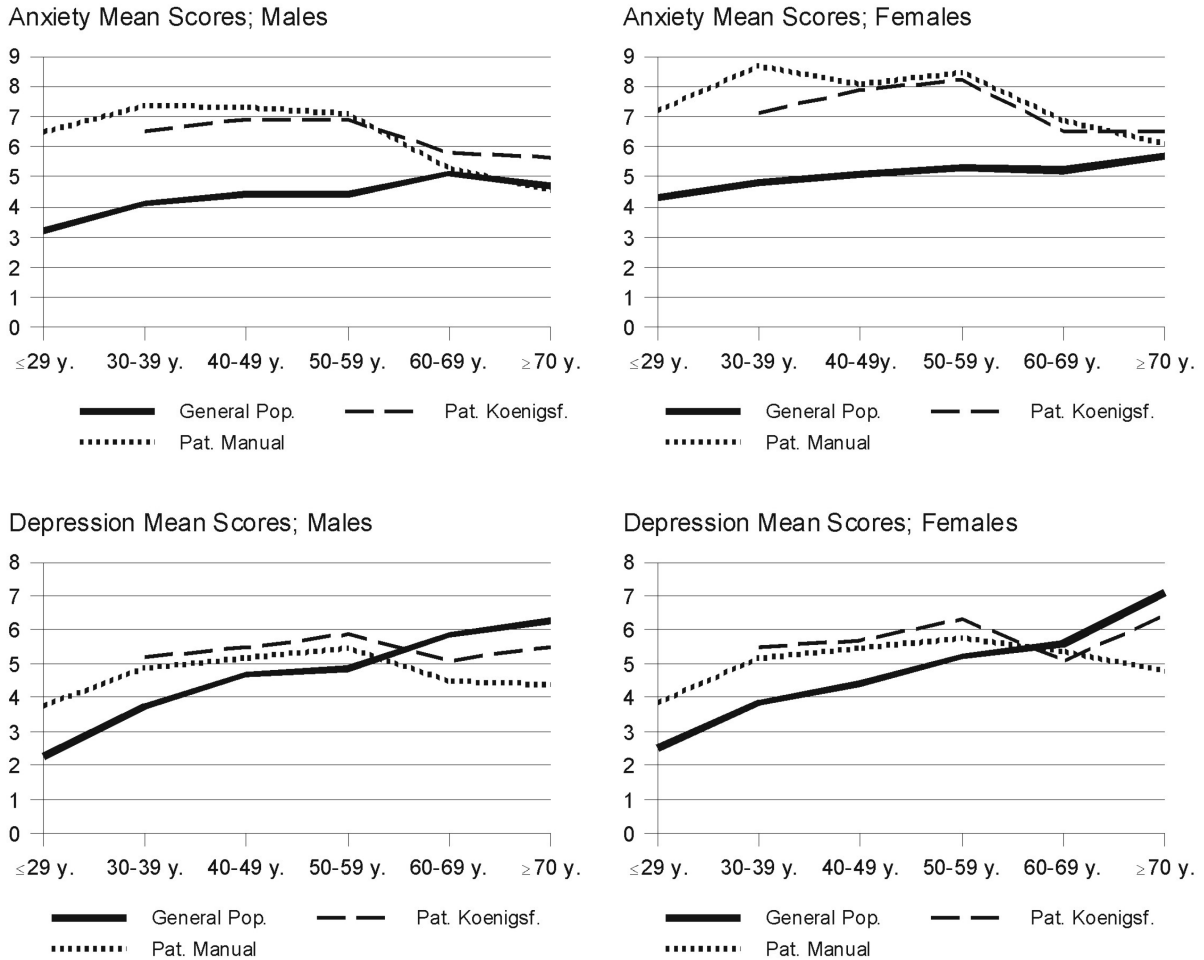 Anxiety Mean Scores; Males
9
8
7
6
5
4
3
2
1
0
≤29 y. 30-39 y. 40-49 y. 50-59 y. 60-69 y. ≥70 y.
General Pop. Pat. Koenigsf.
Pat. Manual
Anxiety Mean Scores; Females
9
8
7
6
5
4
3
2
1
0
≤29 y. 30-39 y. 40-49y. 50-59 y. 60-69 y. ≥70 y.
General Pop. Pat. Koenigsf.
Pat. Manual
Depression Mean Scores; Males
8
7
6
5
4
3
2
1
0
≤29 y. 30-39 y. 40-49 y. 50-59 y. 60-69 y. ≥70 y.
General Pop. Pat. Koenigsf.
Pat. Manual
Depression Mean Scores; Females
8
7
6
5
4
3
2
1
0
≤29 y. 30-39 y. 40-49 y. 50-59 y. 60-69 y. ≥70 y.
General Pop. Pat. Koenigsf.
Pat. Manual